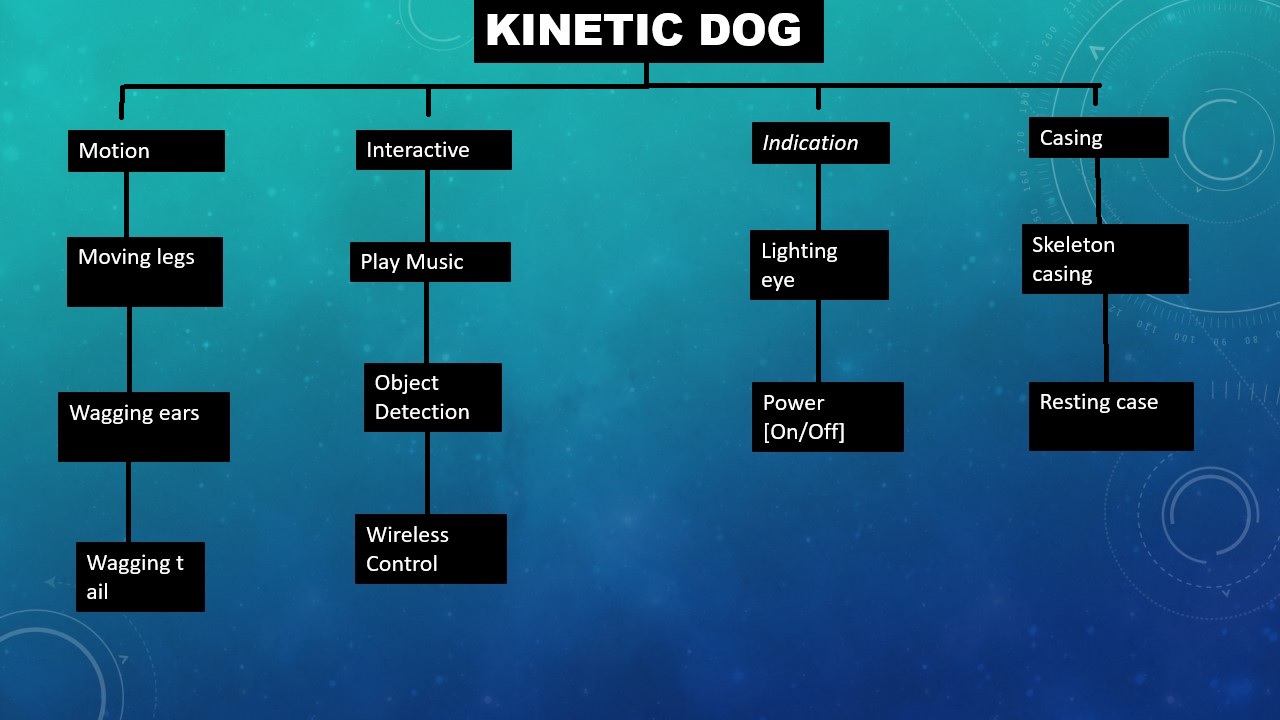 KINETIC DOG
Motion
Moving legs
Wagging ears
Wagging t
ail
Interactive
Play Music
Object
Detection
Wireless
Control
Indication
Lighting
eye
Power
[On/Off]
Casing
Skeleton
casing
Resting case